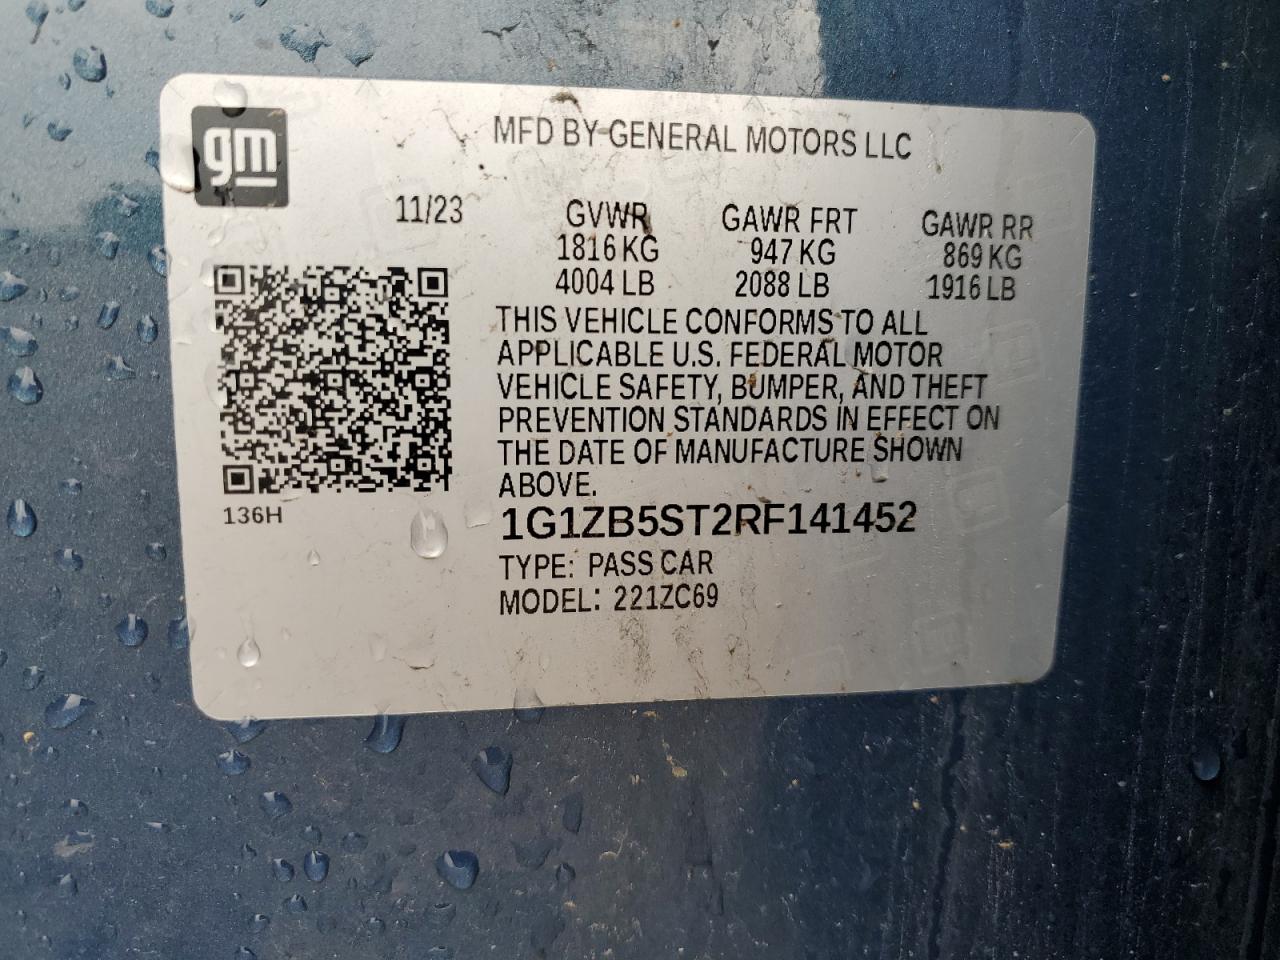 gm
MFD BY GENERAL MOTORS LLC
11/23
GVWR GAWR FRT GAWR RR
1816 KG 947 KG 869 KG
4004 LB 2088 LB 1916 LB
THIS VEHICLE CONFORMS TO ALL
APPLICABLE U.S. FEDERAL MOTOR
VEHICLE SAFETY, BUMPER, AND THEFT
PREVENTION STANDARDS IN EFFECT ON
THE DATE OF MANUFACTURE SHOWN
ABOVE.
136H
1G1ZB5ST2RF141452
TYPE: PASS CAR
MODEL: 221ZC69